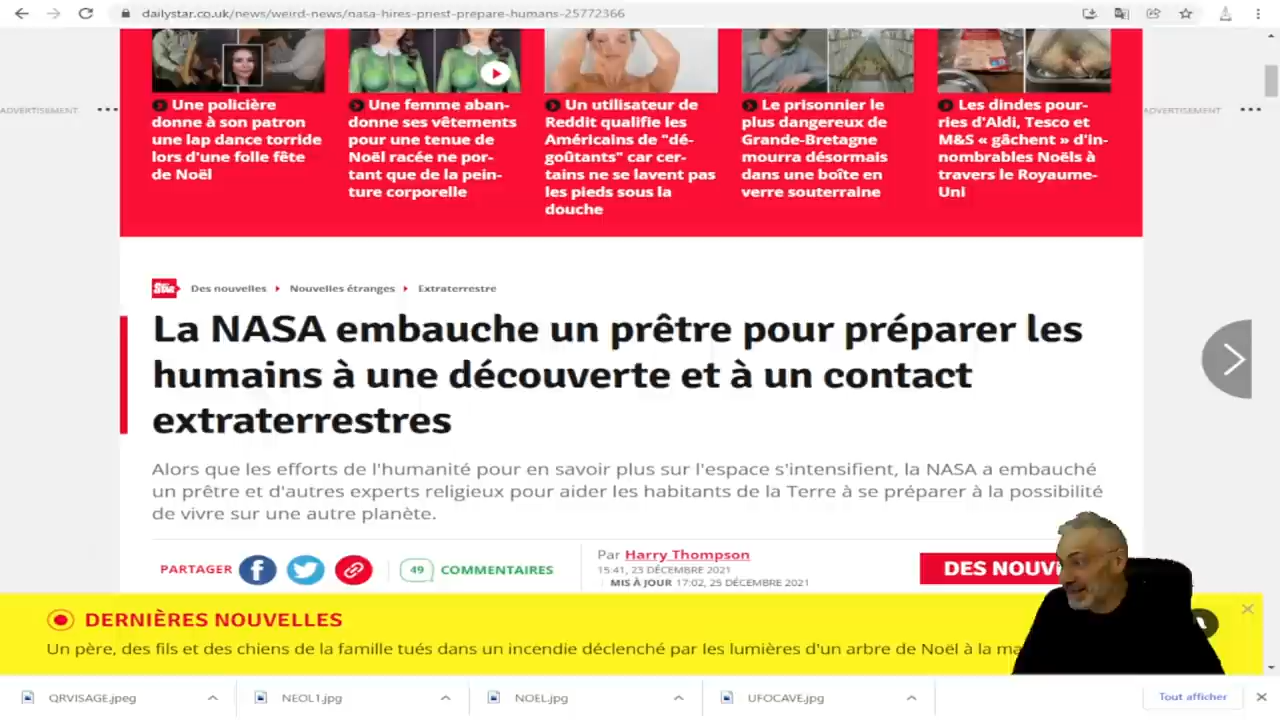 dailystar.co.uk/news/weird-news/nasa-hires-priest-prepare-humans-25772366
ADVERTISEMENT
ADVERTISEMENT
Une policière
donne à son patron
une lap dance torride
lors d'une folle fête
de Noël
Une femme aban-
donne ses vêtements
pour une tenue de
Noël racée ne por-
tant que de la pein-
ture corporelle
Un utilisateur de
Reddit qualifie les
Américains de "dé-
goûtants" car cer-
tains ne se lavent pas
les pieds sous la
douche
Le prisonnier le
plus dangereux de
Grande-Bretagne
mourra désormais
dans une boîte en
verre souterraine
Les dindes pour-
ries d'Aldi, Tesco et
M&S « gâchent » d'in-
nombrables Noëls à
travers le Royaume-
Uni
Star Des nouvelles Nouvelles étranges Extraterrestre
La NASA embauche un prêtre pour préparer les
humains à une découverte et à un contact
extraterrestres
Alors que les efforts de l'humanité pour en savoir plus sur l'espace s'intensifient, la NASA a embauché
un prêtre et d'autres experts religieux pour aider les habitants de la Terre à se préparer à la possibilité
de vivre sur une autre planète.
PARTAGER 49 COMMENTAIRES
Par Harry Thompson
15:41, 23 DÉCEMBRE 2021
MIS À JOUR 17:02, 25 DÉCEMBRE 2021
DES NOUV
DERNIÈRES NOUVELLES
Un père, des fils et des chiens de la famille tués dans un incendie déclenché par les lumières d'un arbre de Noël à la ma
QRVISAGE.jpeg NEOL1.jpg NOEL.jpg UFOCAVE.jpg Tout afficher